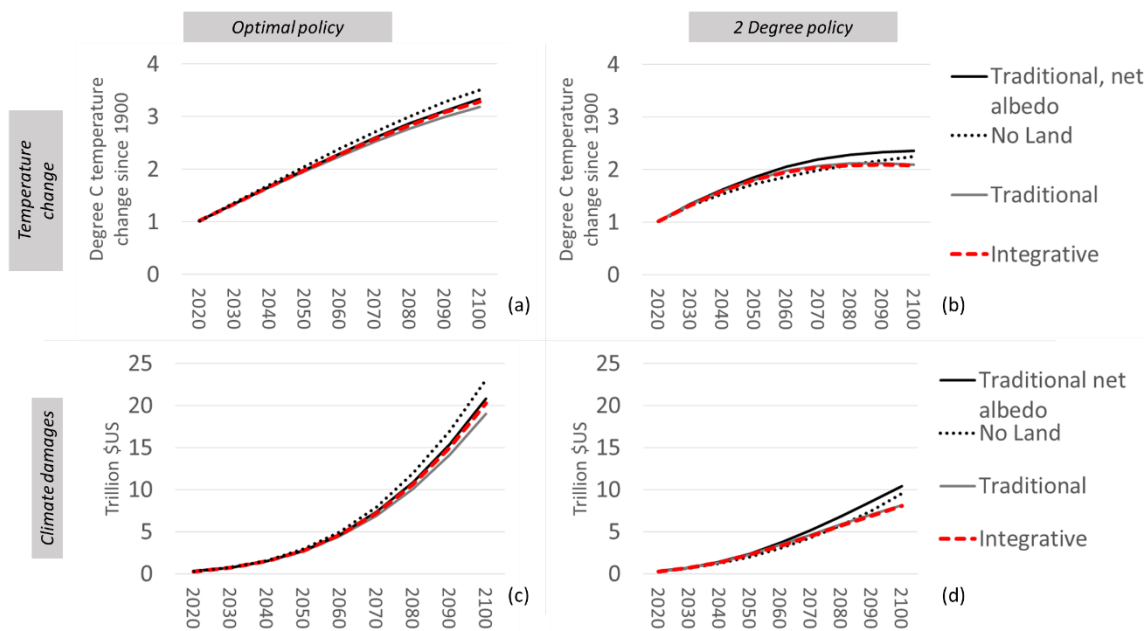 Optimal policy
2 Degree policy
Temperature
change
Degree C temperature
change since 1900
4
3
2
1
0
2020
2030
2040
2050
2060
2070
2080
2090
2100
(a)
Degree C temperature
change since 1900
4
3
2
1
0
2020
2030
2040
2050
2060
2070
2080
2090
2100
(b)
Traditional, net
albedo
No Land
Traditional
Integrative
Climate damages
Trillion $US
25
20
15
10
5
0
2020
2030
2040
2050
2060
2070
2080
2090
2100
(c)
Trillion $US
25
20
15
10
5
0
2020
2030
2040
2050
2060
2070
2080
2090
2100
(d)
Traditional net
albedo
No Land
Traditional
Integrative